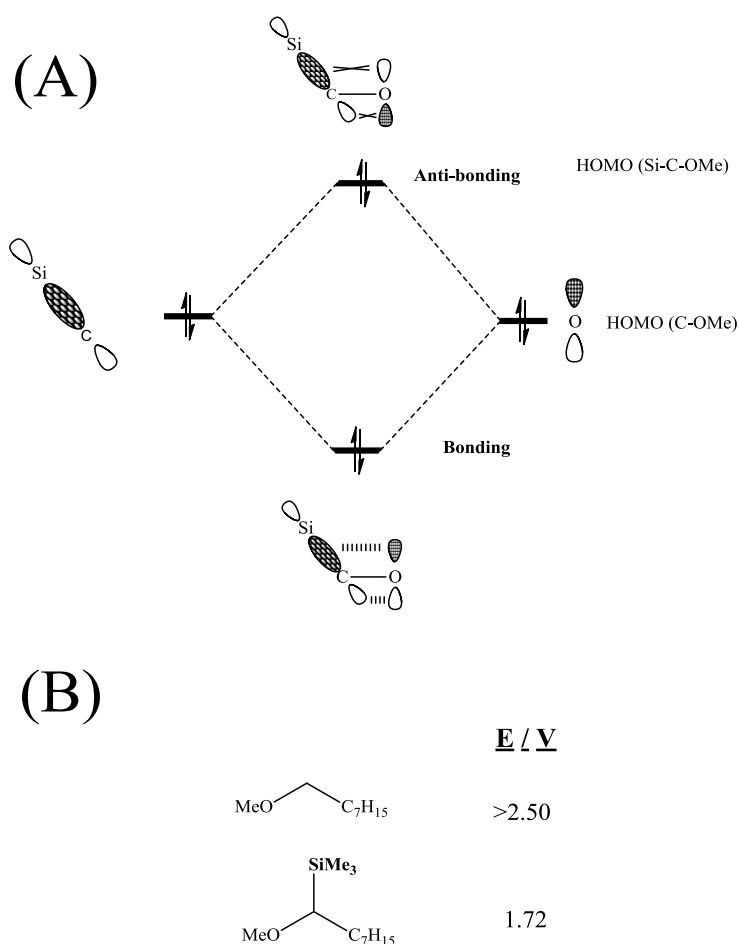 (A)
Si
C
O
Anti-bonding
HOMO (Si-C-OMe)
Si
C
O
HOMO (C-OMe)
Bonding
Si
C
O
(B)
E / V
MeO
C₇H₁₅
>2.50
SiMe₃
MeO
C₇H₁₅
1.72